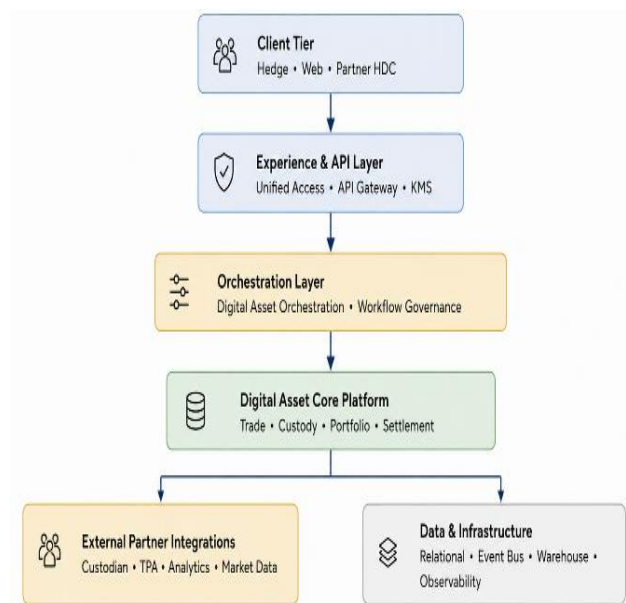 Client Tier
Hedge • Web • Partner HDC
Experience & API Layer
Unified Access • API Gateway • KMS
Orchestration Layer
Digital Asset Orchestration • Workflow Governance
Digital Asset Core Platform
Trade • Custody • Portfolio • Settlement
External Partner Integrations
Custodian • TPA • Analytics • Market Data
Data & Infrastructure
Relational • Event Bus • Warehouse •
Observability